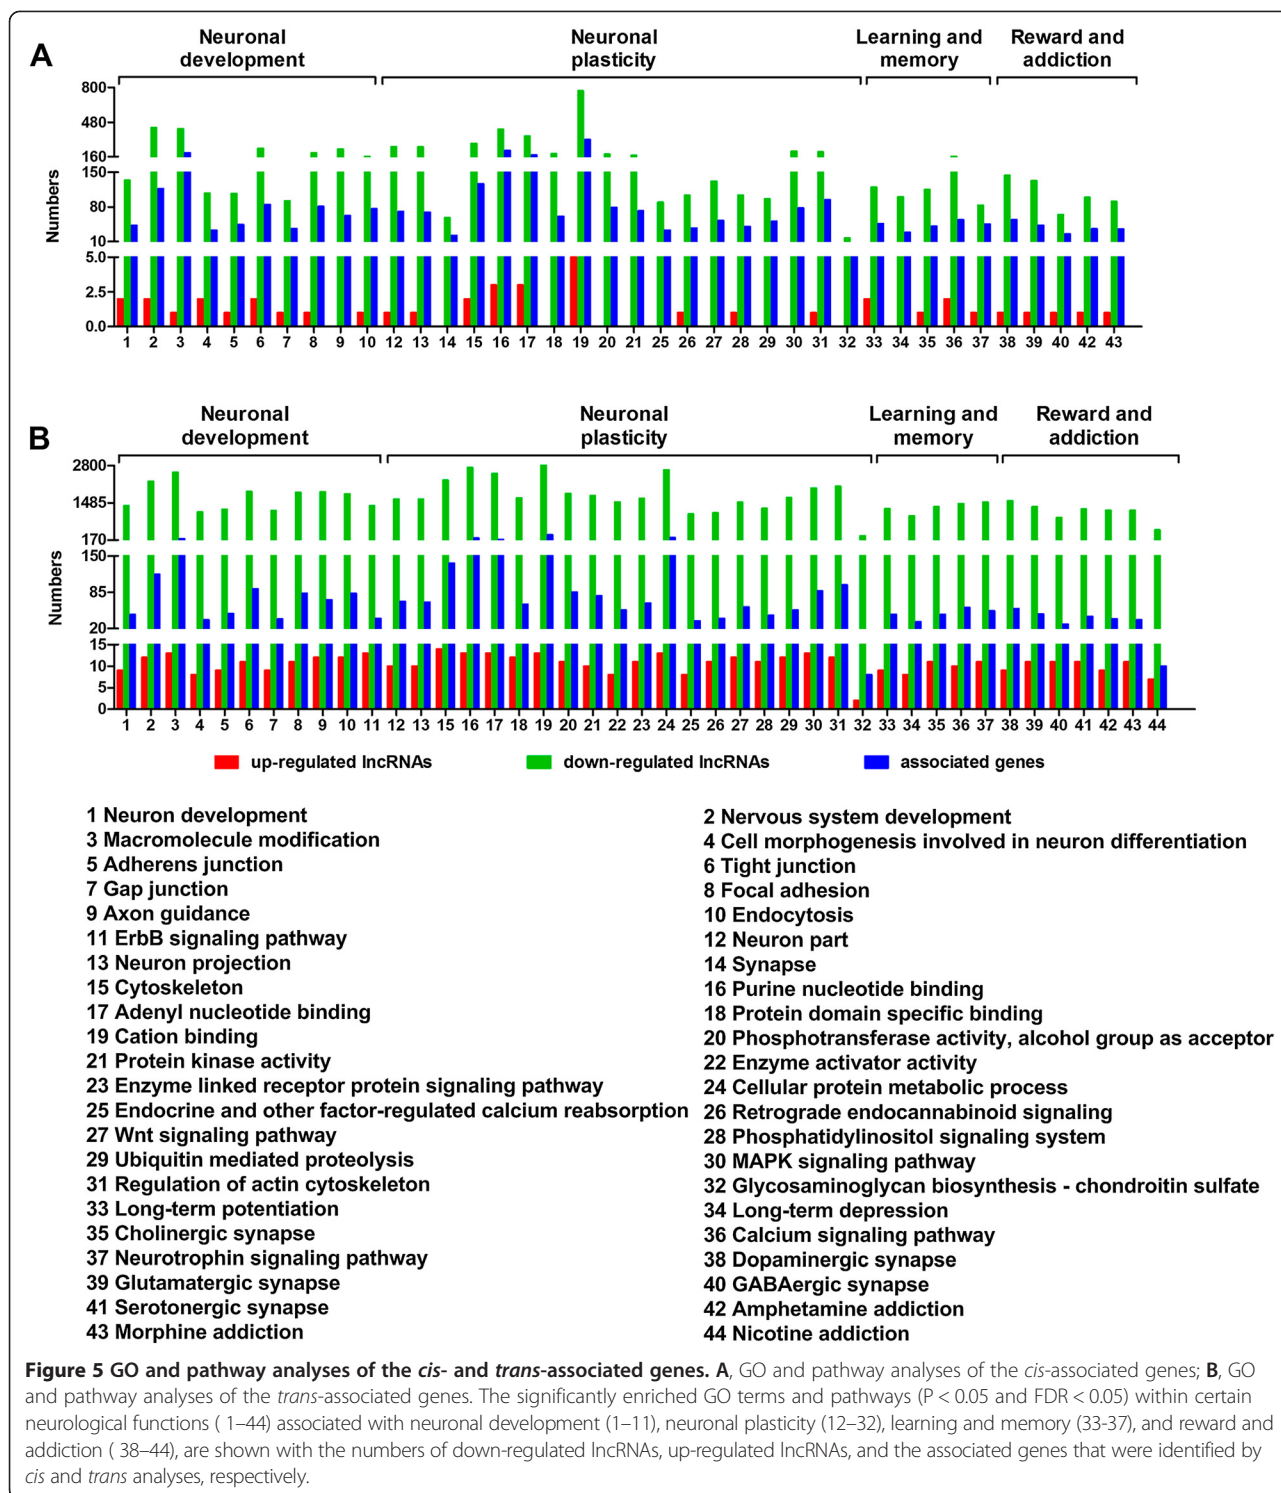 A
Neuronal development
Neuronal plasticity
Learning and memory
Reward and addiction
Numbers
800
480
160
150
80
10
5.0
2.5
0.0
1 2 3 4 5 6 7 8 9 10 12 13 14 15 16 17 18 19 20 21 25 26 27 28 29 30 31 32 33 34 35 36 37 38 39 40 42 43
B
Neuronal development
Neuronal plasticity
Learning and memory
Reward and addiction
Numbers
2800
1485
170
150
85
20
15
10
5
0
1 2 3 4 5 6 7 8 9 10 11 12 13 15 16 17 18 19 20 21 22 23 24 25 26 27 28 29 30 31 32 33 34 35 36 37 38 39 40 41 42 43 44
up-regulated lncRNAs
down-regulated lncRNAs
associated genes
1 Neuron development
2 Nervous system development
3 Macromolecule modification
4 Cell morphogenesis involved in neuron differentiation
5 Adherens junction
6 Tight junction
7 Gap junction
8 Focal adhesion
9 Axon guidance
10 Endocytosis
11 ErbB signaling pathway
12 Neuron part
13 Neuron projection
14 Synapse
15 Cytoskeleton
16 Purine nucleotide binding
17 Adenyl nucleotide binding
18 Protein domain specific binding
19 Cation binding
20 Phosphotransferase activity, alcohol group as acceptor
21 Protein kinase activity
22 Enzyme activator activity
23 Enzyme linked receptor protein signaling pathway
24 Cellular protein metabolic process
25 Endocrine and other factor-regulated calcium reabsorption
26 Retrograde endocannabinoid signaling
27 Wnt signaling pathway
28 Phosphatidylinositol signaling system
29 Ubiquitin mediated proteolysis
30 MAPK signaling pathway
31 Regulation of actin cytoskeleton
32 Glycosaminoglycan biosynthesis - chondroitin sulfate
33 Long-term potentiation
34 Long-term depression
35 Cholinergic synapse
36 Calcium signaling pathway
37 Neurotrophin signaling pathway
38 Dopaminergic synapse
39 Glutamatergic synapse
40 GABAergic synapse
41 Serotonergic synapse
42 Amphetamine addiction
43 Morphine addiction
44 Nicotine addiction
Figure 5 GO and pathway analyses of the cis- and trans-associated genes. A, GO and pathway analyses of the cis-associated genes; B, GO
and pathway analyses of the trans-associated genes. The significantly enriched GO terms and pathways (P < 0.05 and FDR < 0.05) within certain
neurological functions ( 1–44) associated with neuronal development (1–11), neuronal plasticity (12–32), learning and memory (33-37), and reward and
addiction ( 38–44), are shown with the numbers of down-regulated lncRNAs, up-regulated lncRNAs, and the associated genes that were identified by
cis and trans analyses, respectively.